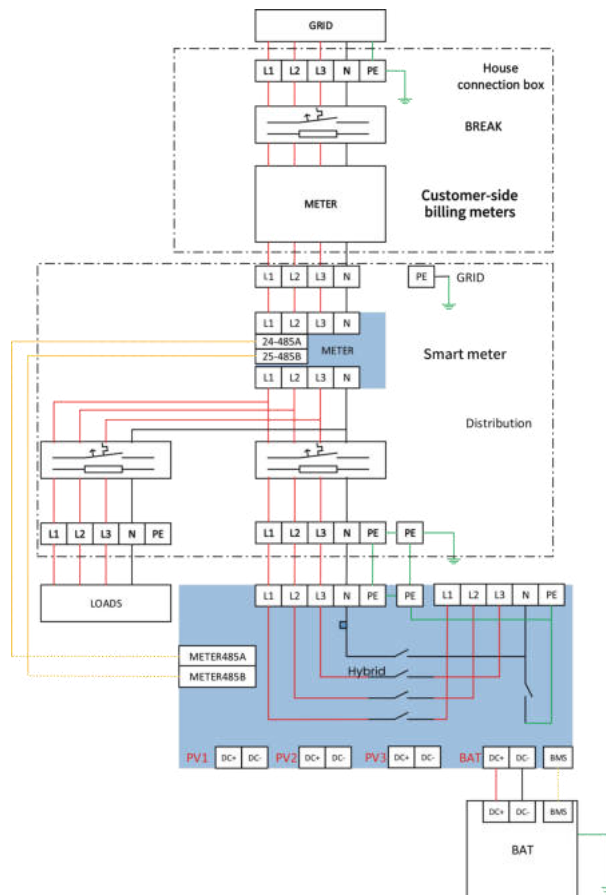 GRID
L1 L2 L3 N PE
House
connection box
BREAK
METER
Customer-side
billing meters
L1 L2 L3 N
PE
GRID
L1 L2 L3 N
24-485A
25-485B
METER
Smart meter
L1 L2 L3 N
Distribution
L1 L2 L3 N PE
L1 L2 L3 N PE PE
LOADS
L1 L2 L3 N PE PE
L1 L2 L3 N PE
METER485A
METER485B
Hybrid
PV1 DC+ DC- PV2 DC+ DC- PV3 DC+ DC- BAT DC+ DC- BMS
DC+ DC- BMS
BAT